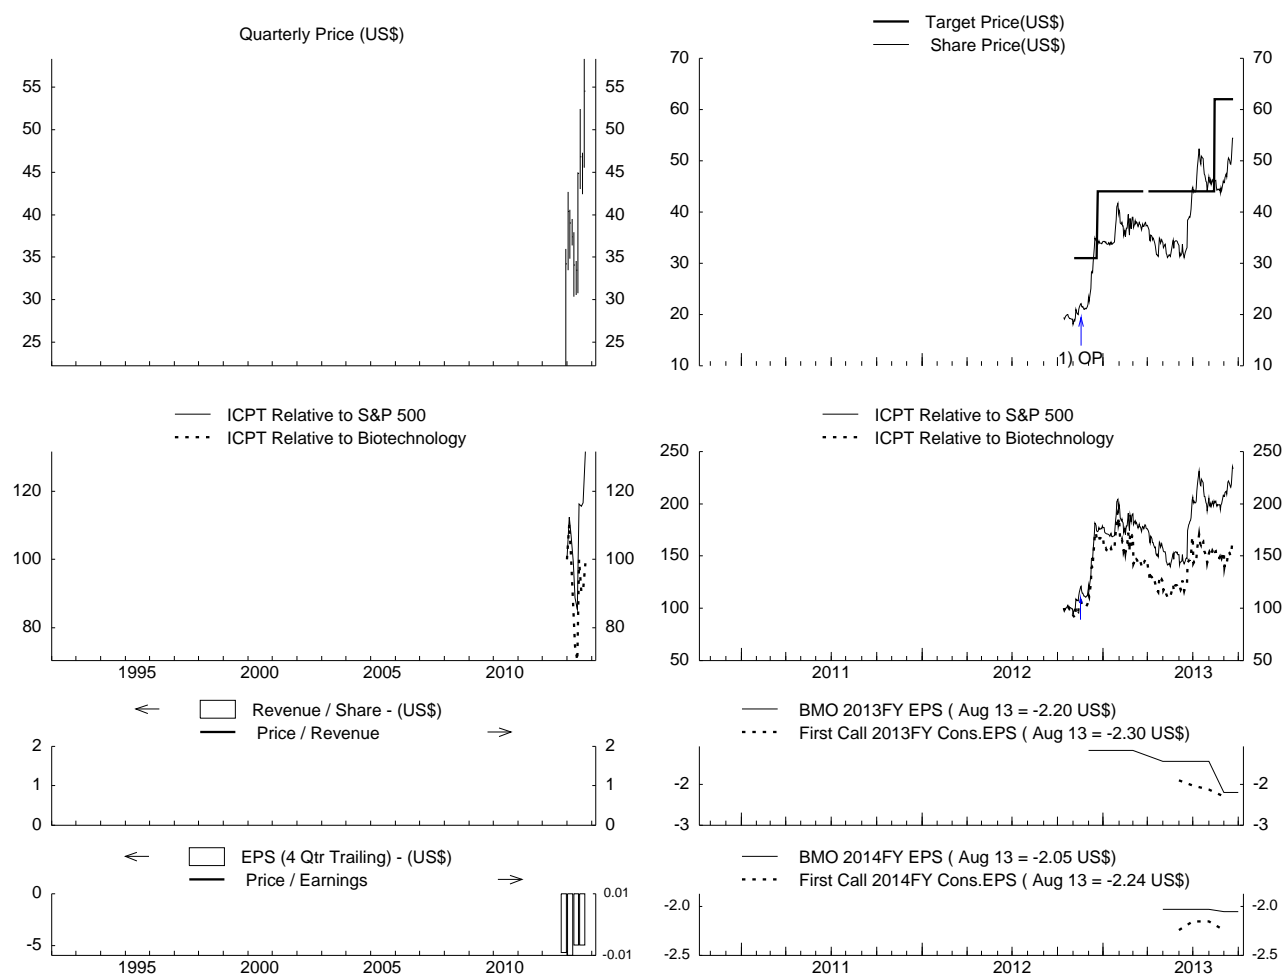 Quarterly Price (US$)
55 55
50 50
45 45
40 40
35 35
30 30
25 25
Target Price(US$)
Share Price(US$)
70 70
60 60
50 50
40 40
30 30
20 20
10 10
1) OP
ICPT Relative to S&P 500
ICPT Relative to Biotechnology
120 120
100 100
80 80
1995 2000 2005 2010
ICPT Relative to S&P 500
ICPT Relative to Biotechnology
250 250
200 200
150 150
100 100
50 50
2011 2012 2013
Revenue / Share - (US$)
Price / Revenue
2 2
1 1
0 0
BMO 2013FY EPS ( Aug 13 = -2.20 US$)
First Call 2013FY Cons.EPS ( Aug 13 = -2.30 US$)
-2 -2
-3 -3
EPS (4 Qtr Trailing) - (US$)
Price / Earnings
0 0.01
-5 -0.01
1995 2000 2005 2010
BMO 2014FY EPS ( Aug 13 = -2.05 US$)
First Call 2014FY Cons.EPS ( Aug 13 = -2.24 US$)
-2.0 -2.0
-2.5 -2.5
2011 2012 2013